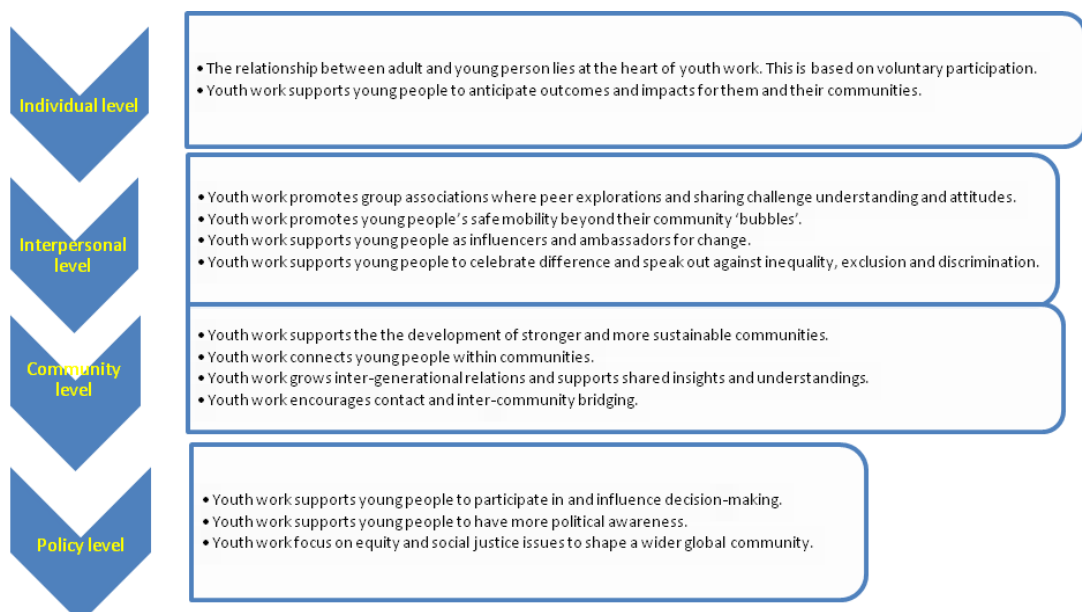 Individual level
• The relationship between adult and young person lies at the heart of youth work. This is based on voluntary participation.
• Youth work supports young people to anticipate outcomes and impacts for them and their communities.
Interpersonal
level
• Youth work promotes group associations where peer explorations and sharing challenge understanding and attitudes.
• Youth work promotes young people's safe mobility beyond their community 'bubbles'.
• Youth work supports young people as influencers and ambassadors for change.
• Youth work supports young people to celebrate difference and speak out against inequality, exclusion and discrimination.
Community
level
• Youth work supports the the development of stronger and more sustainable communities.
• Youth work connects young people within communities.
• Youth work grows inter-generational relations and supports shared insights and understandings.
• Youth work encourages contact and inter-community bridging.
Policy level
• Youth work supports young people to participate in and influence decision-making.
• Youth work supports young people to have more political awareness.
• Youth work focus on equity and social justice issues to shape a wider global community.